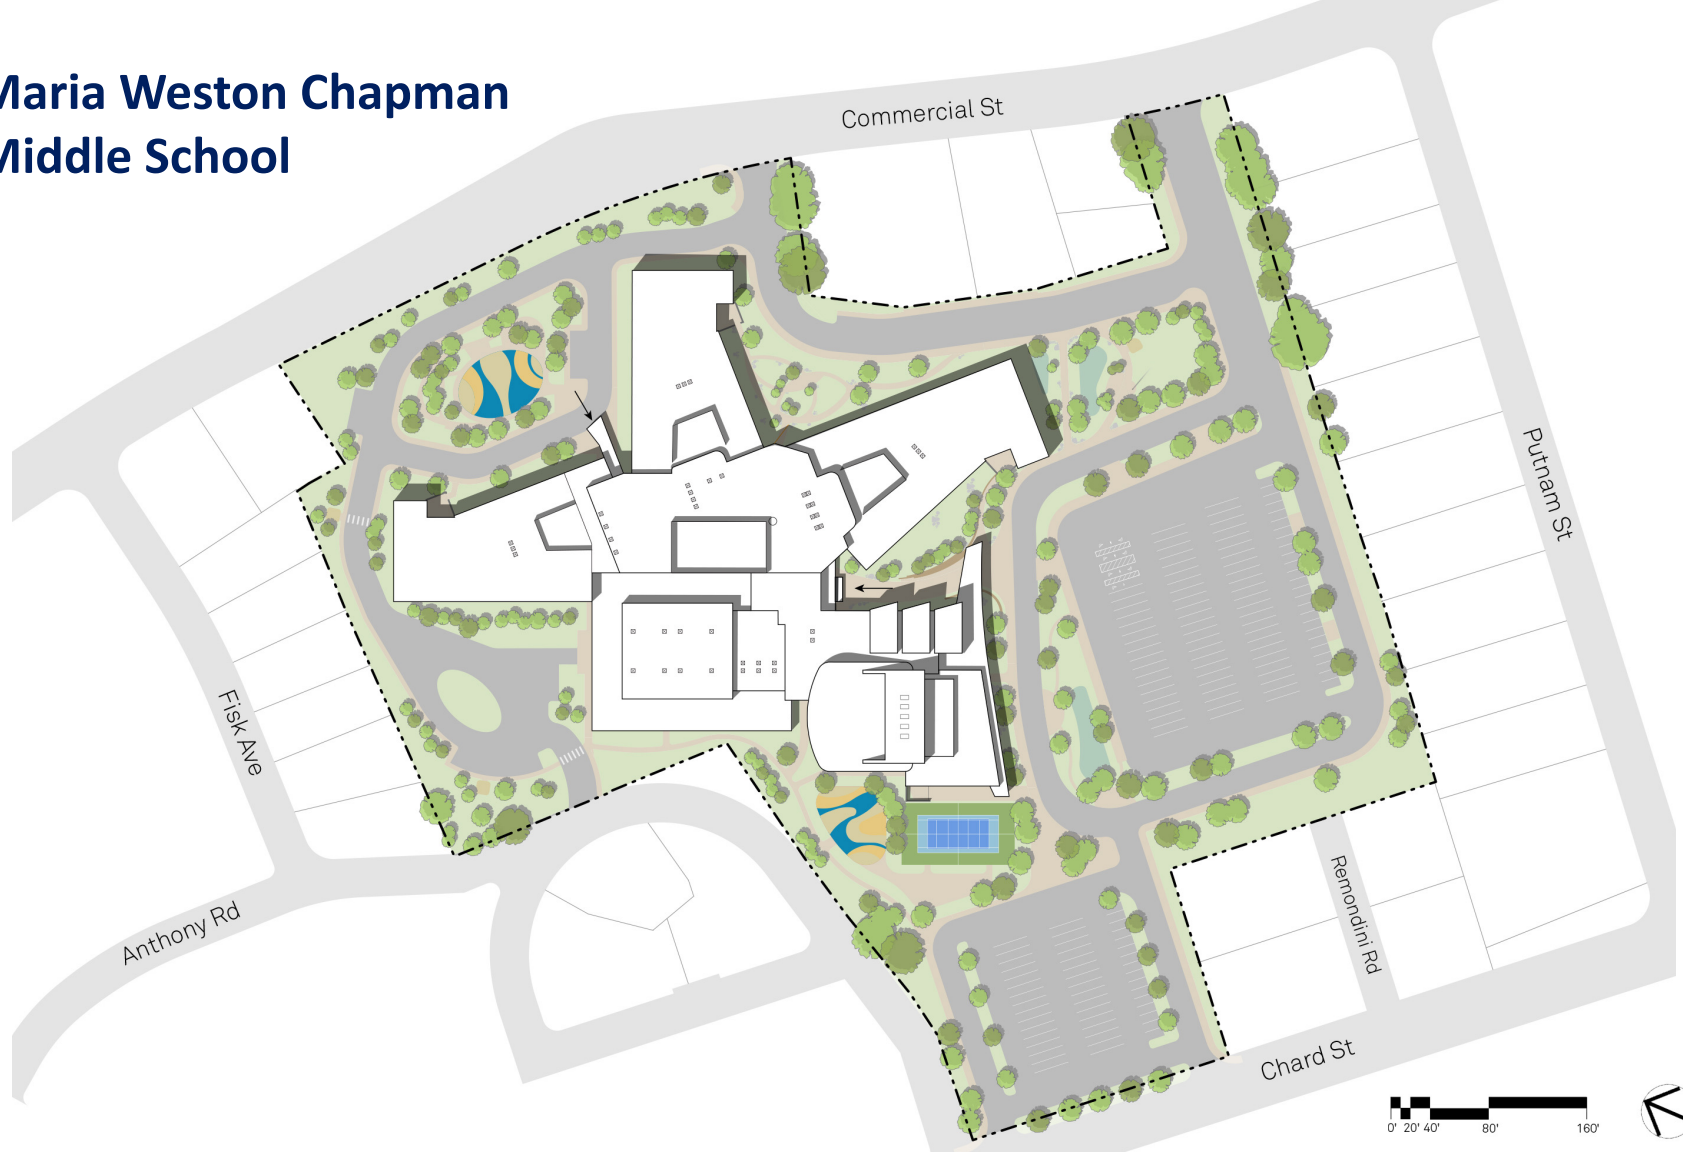 Maria Weston Chapman
Middle School
Commercial St
Putnam St
Fisk Ave
Anthony Rd
Remondini Rd
Chard St
0' 20' 40' 80' 160'